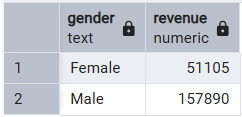 gender revenue
text numeric
1 Female 51105
2 Male 157890